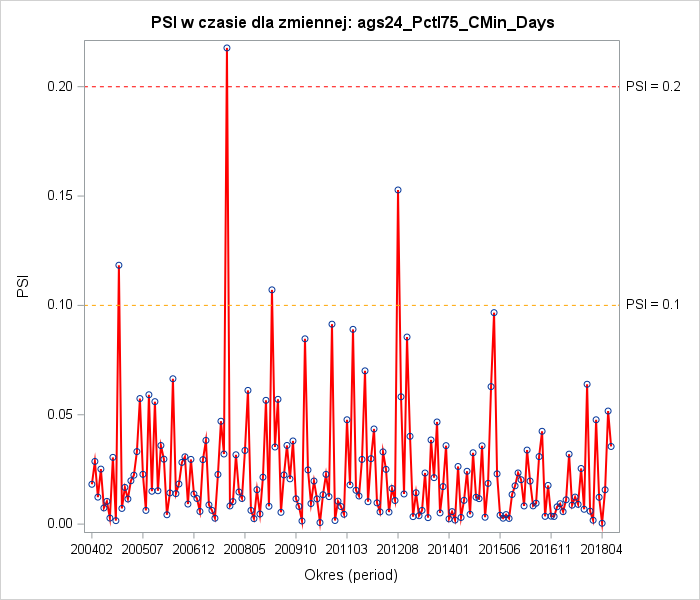 PSI w czasie dla zmiennej: ags24_Pctl75_CMin_Days
0.20
PSI = 0.2
0.15
PSI
0.10
PSI = 0.1
0.05
0.00
200402 200507 200612 200805 200910 201103 201208 201401 201506 201611 201804
Okres (period)